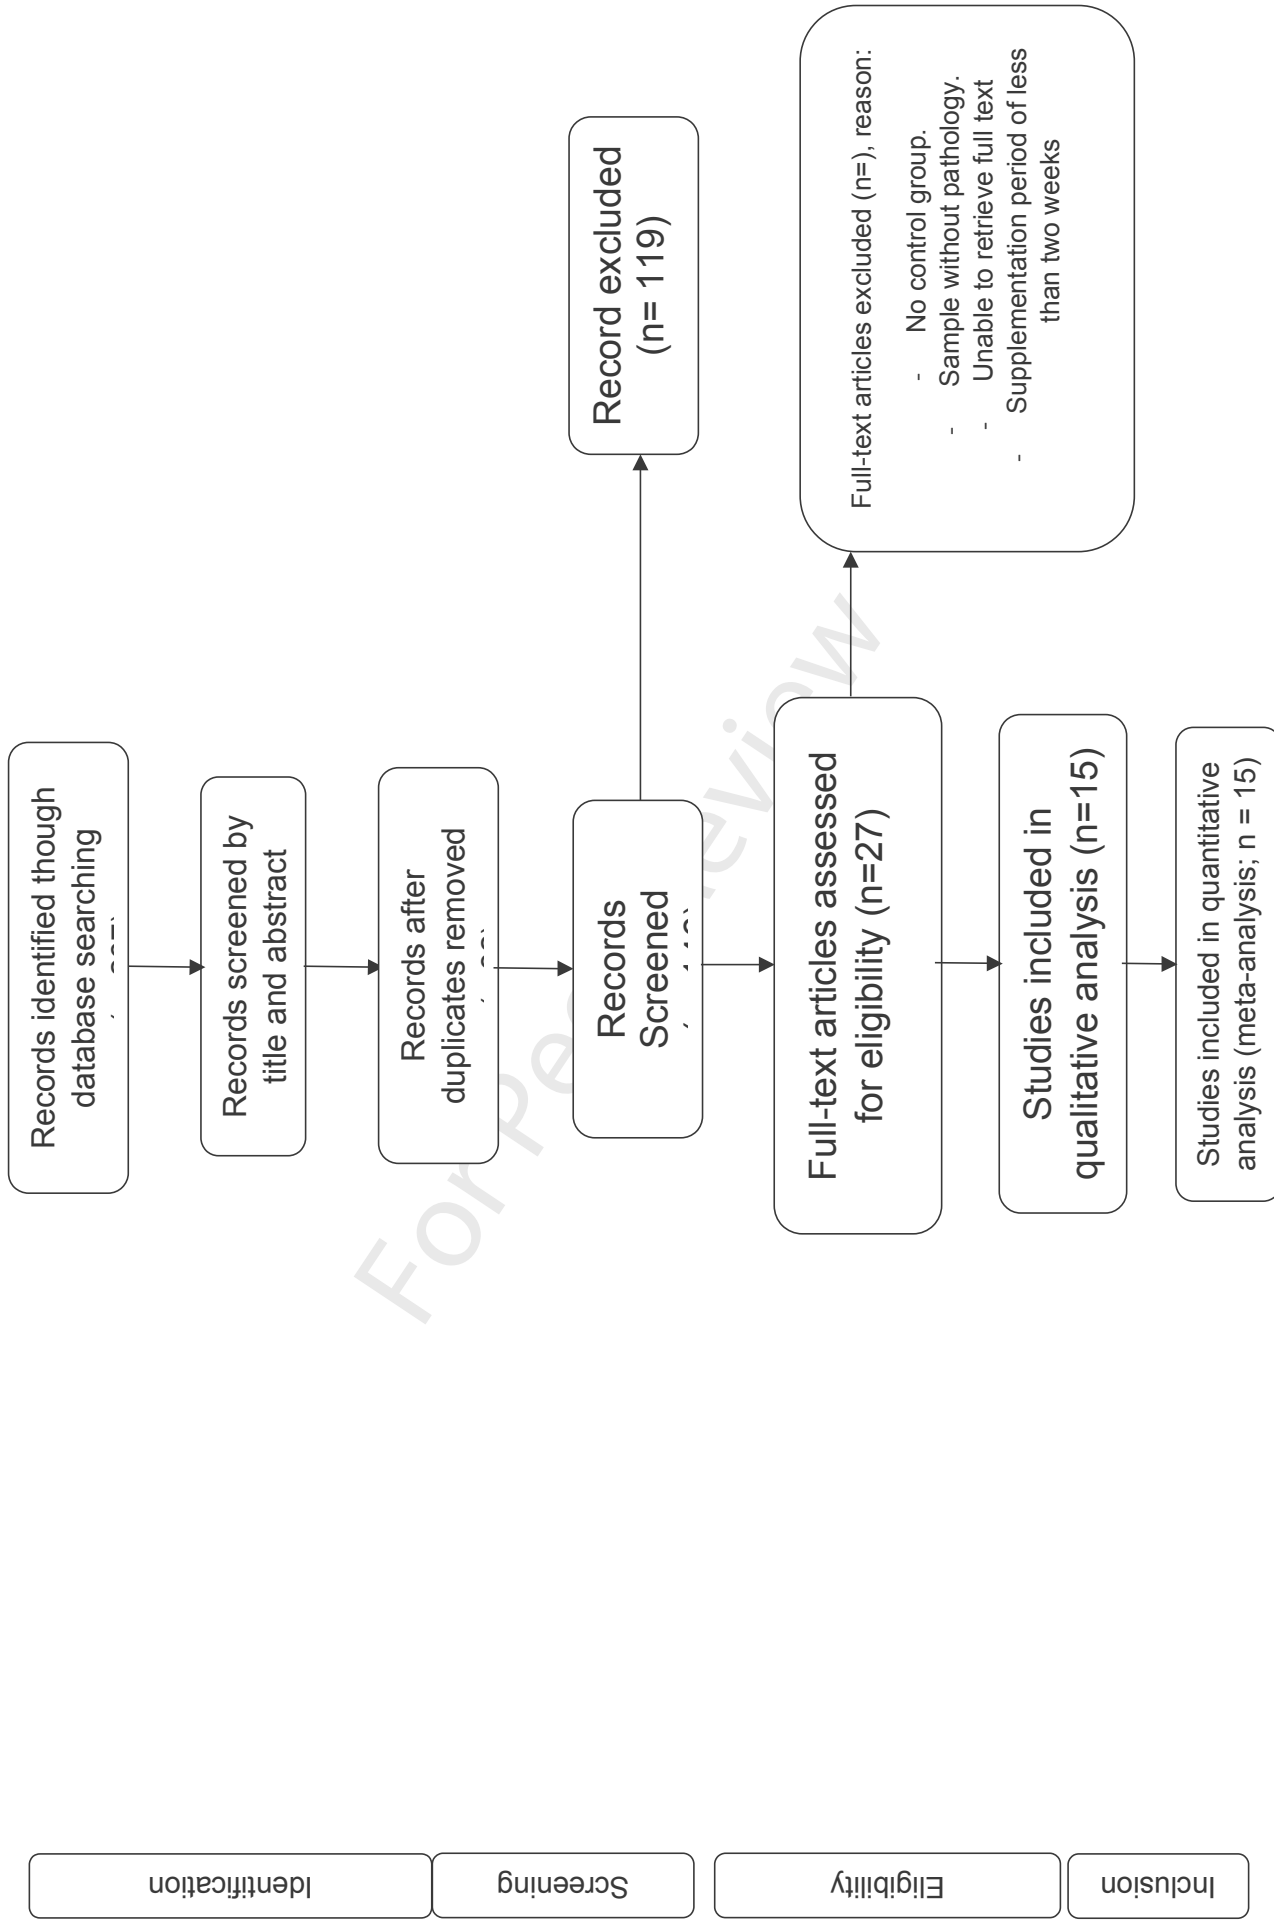 Records identified though
database searching
Records screened by
title and abstract
Records after
duplicates removed
Records
Screened
Record excluded
(n= 119)
Full-text articles assessed
for eligibility (n=27)
Full-text articles excluded (n=), reason:
- No control group.
- Sample without pathology.
- Unable to retrieve full text
- Supplementation period of less
than two weeks
Studies included in
qualitative analysis (n=15)
Studies included in quantitative
analysis (meta-analysis; n = 15)
Identification
Screening
Eligibility
Inclusion